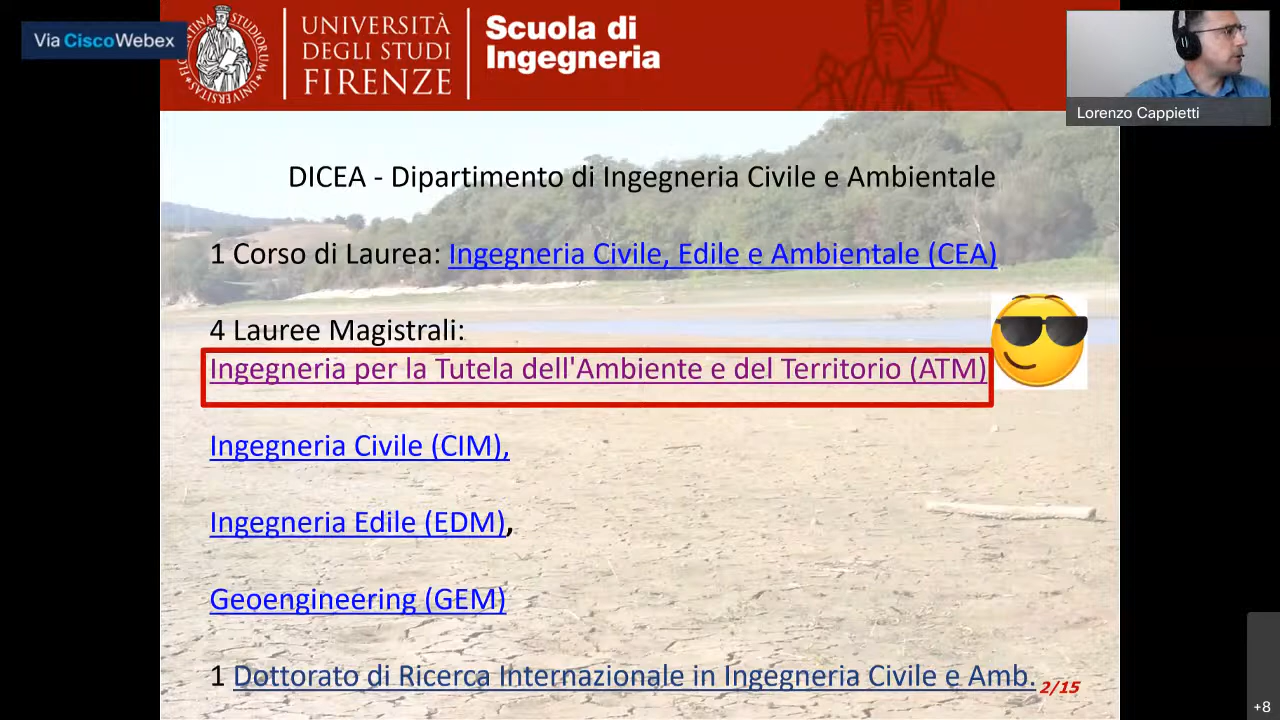 Via Cisco Webex
UNIVERSITÀ
DEGLI STUDI
FIRENZE
Scuola di
Ingegneria
Lorenzo Cappietti
DICEA - Dipartimento di Ingegneria Civile e Ambientale
1 Corso di Laurea: Ingegneria Civile, Edile e Ambientale (CEA)
4 Lauree Magistrali:
Ingegneria per la Tutela dell'Ambiente e del Territorio (ATM)
Ingegneria Civile (CIM),
Ingegneria Edile (EDM),
Geoengineering (GEM)
1 Dottorato di Ricerca Internazionale in Ingegneria Civile e Amb.
2/15
+8